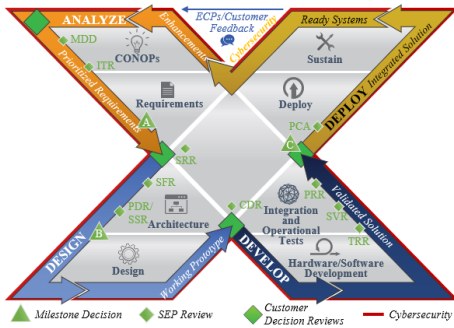 ANALYZE
Enhancements
ECPs/Customer
Feedback
Cybersecurity
Ready Systems
MDD
ITR
CONOPs
Sustain
Prioritized Requirements
Requirements
Deploy
DEPLOY
Integrated Solution
A
PCA
C
SRR
SFR
PDR/
SSR
Architecture
CDR
Integration
and
Operational
Tests
PRR
SVR
TRR
Validated Solution
DESIGN
B
Design
Working Prototype
DEVELOP
Hardware/Software
Development
Milestone Decision
SEP Review
Customer
Decision Reviews
Cybersecurity